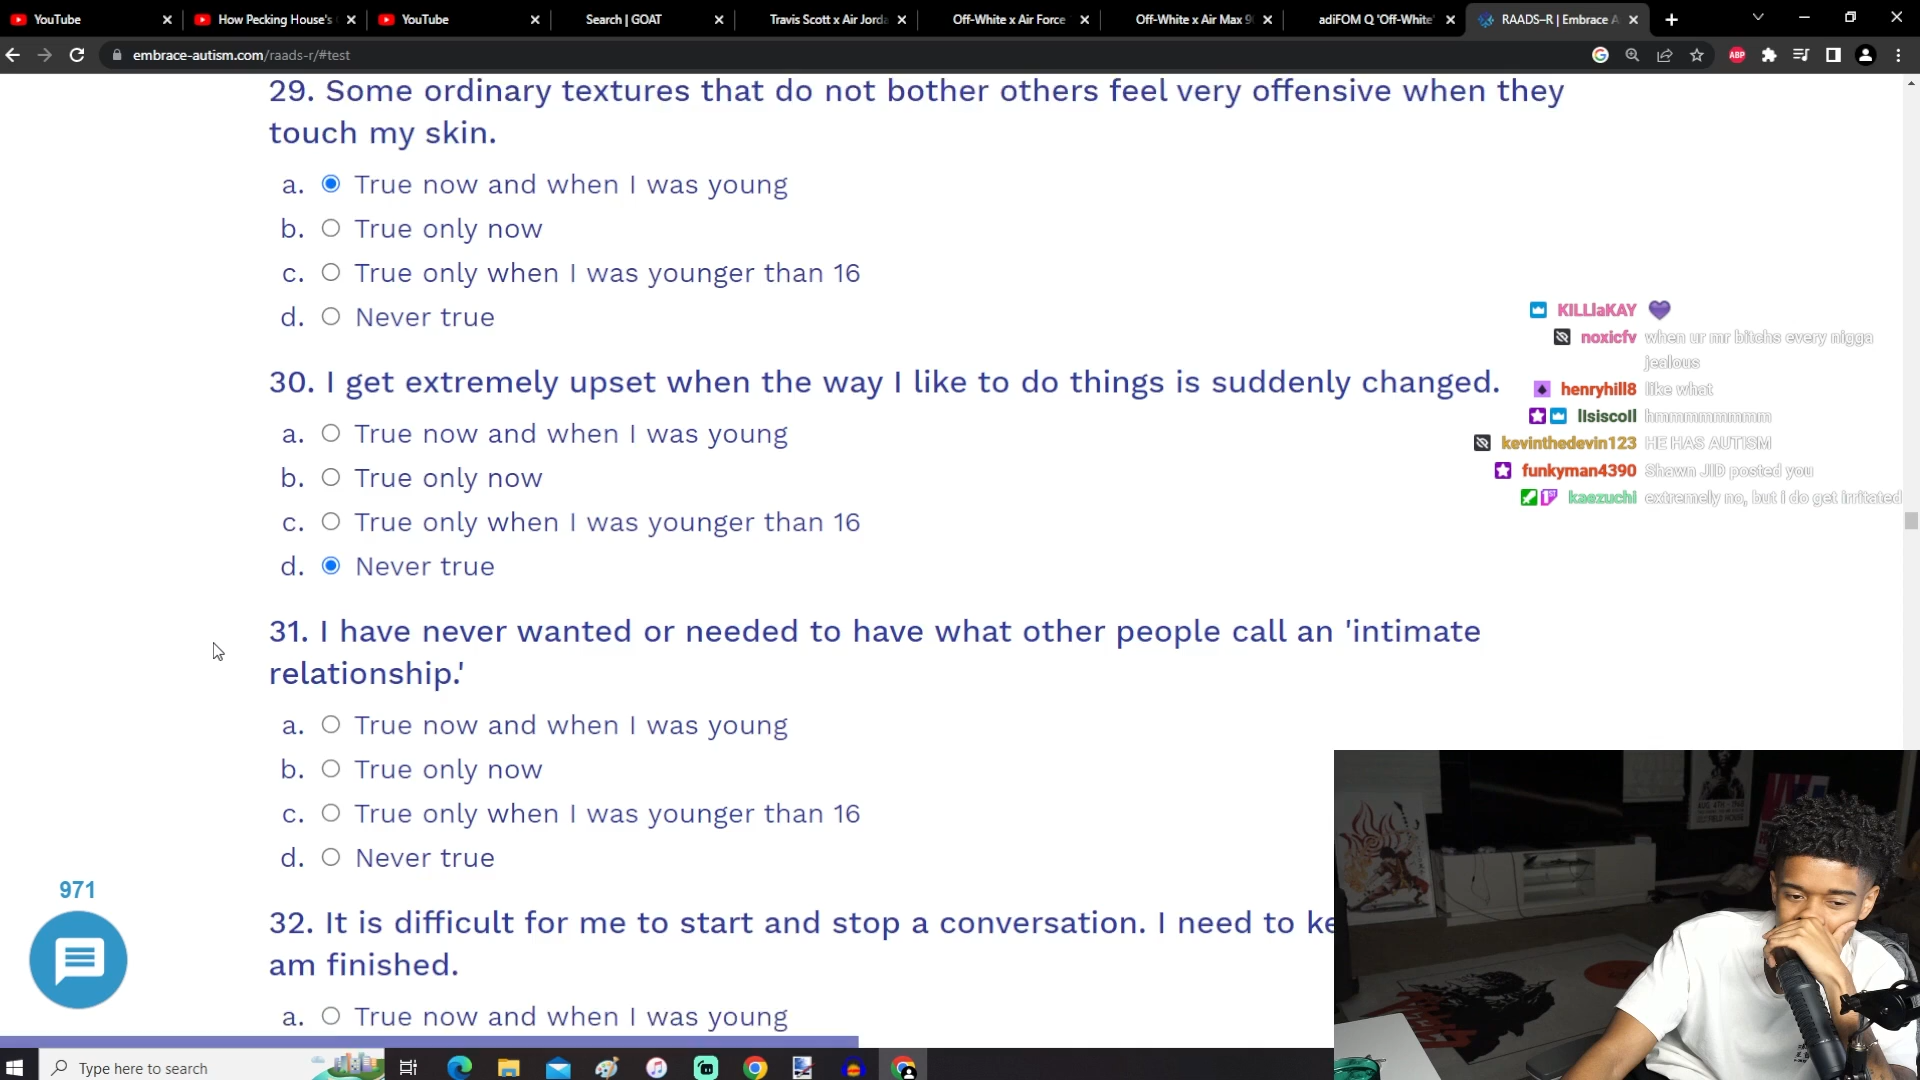 YouTube
How Pecking House's
YouTube
Search | GOAT
Travis Scott x Air Jorda
Off-White x Air Force
Off-White x Air Max 9
adiFOM Q 'Off-White'
RAADS–R | Embrace A
embrace-autism.com/raads-r/#test
ABP
29. Some ordinary textures that do not bother others feel very offensive when they
touch my skin.
a. True now and when I was young
b. True only now
c. True only when I was younger than 16
d. Never true
30. I get extremely upset when the way I like to do things is suddenly changed.
a. True now and when I was young
b. True only now
c. True only when I was younger than 16
d. Never true
31. I have never wanted or needed to have what other people call an 'intimate
relationship.'
a. True now and when I was young
b. True only now
c. True only when I was younger than 16
d. Never true
32. It is difficult for me to start and stop a conversation. I need to ke
am finished.
a. True now and when I was young
KILLlaKAY
noxicfv when ur mr bitchs every nigga
jealous
henryhill8 like what
llsiscoll hmmmmmmmm
kevinthedevin123 HE HAS AUTISM
funkyman4390 Shawn JID posted you
kaezuchi extremely no, but i do get irritated
971
Type here to search